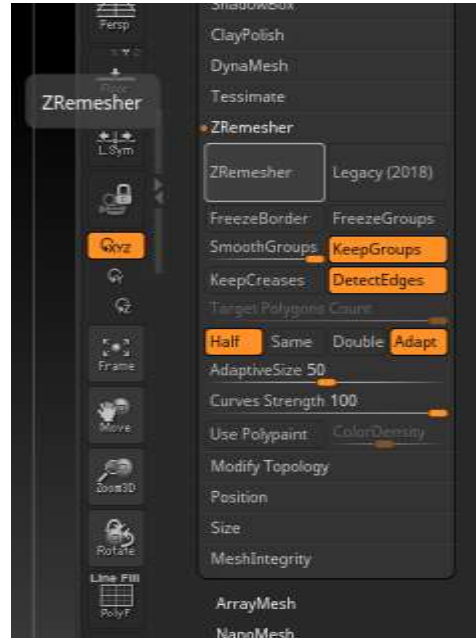 Persp
ShadowBox
ClayPolish
DynaMesh
Floor
Tessimate
ZRemesher
ZRemesher
L.Sym
ZRemesher
Legacy (2018)
FreezeBorder
FreezeGroups
XYZ
SmoothGroups
KeepGroups
Y
KeepCreases
DetectEdges
Z
Target Polygons Count
Half
Same
Double
Adapt
Frame
AdaptiveSize 50
Curves Strength 100
Move
Use Polypaint
ColorDensity
Modify Topology
Zoom3D
Position
Size
Rotate
MeshIntegrity
Line Fill
PolyF
ArrayMesh
NanoMesh